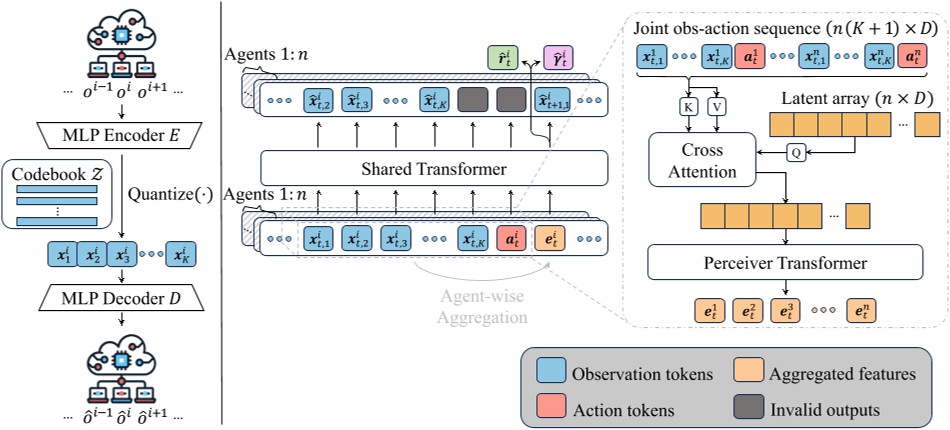 ... o^{i-1} o^i o^{i+1} ...
MLP Encoder E
Codebook 𝒵
Quantize(·)
x_1^i x_2^i x_3^i ... x_K^i
MLP Decoder D
... ô^{i-1} ô^i ô^{i+1} ...
Agents 1:n
r̂_t^i γ̂_t^i
... x̂_{t,2}^i x̂_{t,3}^i ... x̂_{t,K}^i x̂_{t+1,1}^i ...
Shared Transformer
Agents 1:n
... x_{t,1}^i x_{t,2}^i x_{t,3}^i ... x_{t,K}^i a_t^i e_t^i ...
Agent-wise
Aggregation
Joint obs-action sequence (n(K + 1) × D)
x_{t,1}^1 ... x_{t,K}^1 a_t^1 ... x_{t,1}^n ... x_{t,K}^n a_t^n
K V
Latent array (n × D)
...
Q
Cross
Attention
...
Perceiver Transformer
e_t^1 e_t^2 e_t^3 ... e_t^n
Observation tokens
Aggregated features
Action tokens
Invalid outputs